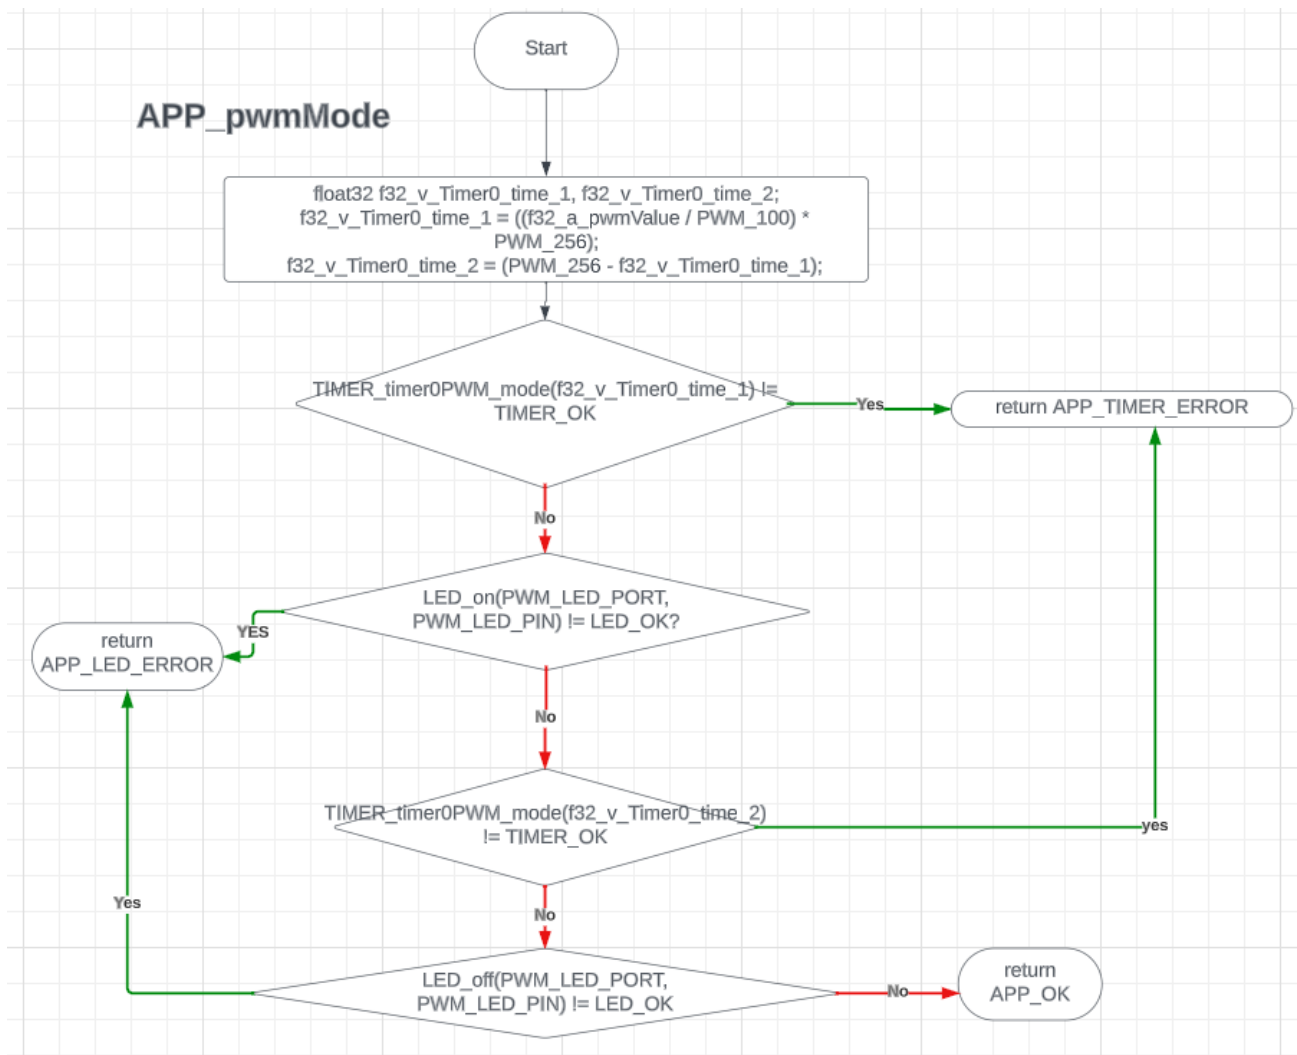 Start
APP_pwmMode
float32 f32_v_Timer0_time_1, f32_v_Timer0_time_2;
f32_v_Timer0_time_1 = ((f32_a_pwmValue / PWM_100) *
PWM_256);
f32_v_Timer0_time_2 = (PWM_256 - f32_v_Timer0_time_1);
TIMER_timer0PWM_mode(f32_v_Timer0_time_1) !=
TIMER_OK
Yes
return APP_TIMER_ERROR
No
LED_on(PWM_LED_PORT,
PWM_LED_PIN) != LED_OK?
YES
return
APP_LED_ERROR
No
TIMER_timer0PWM_mode(f32_v_Timer0_time_2)
!= TIMER_OK
yes
Yes
No
LED_off(PWM_LED_PORT,
PWM_LED_PIN) != LED_OK
No
return
APP_OK